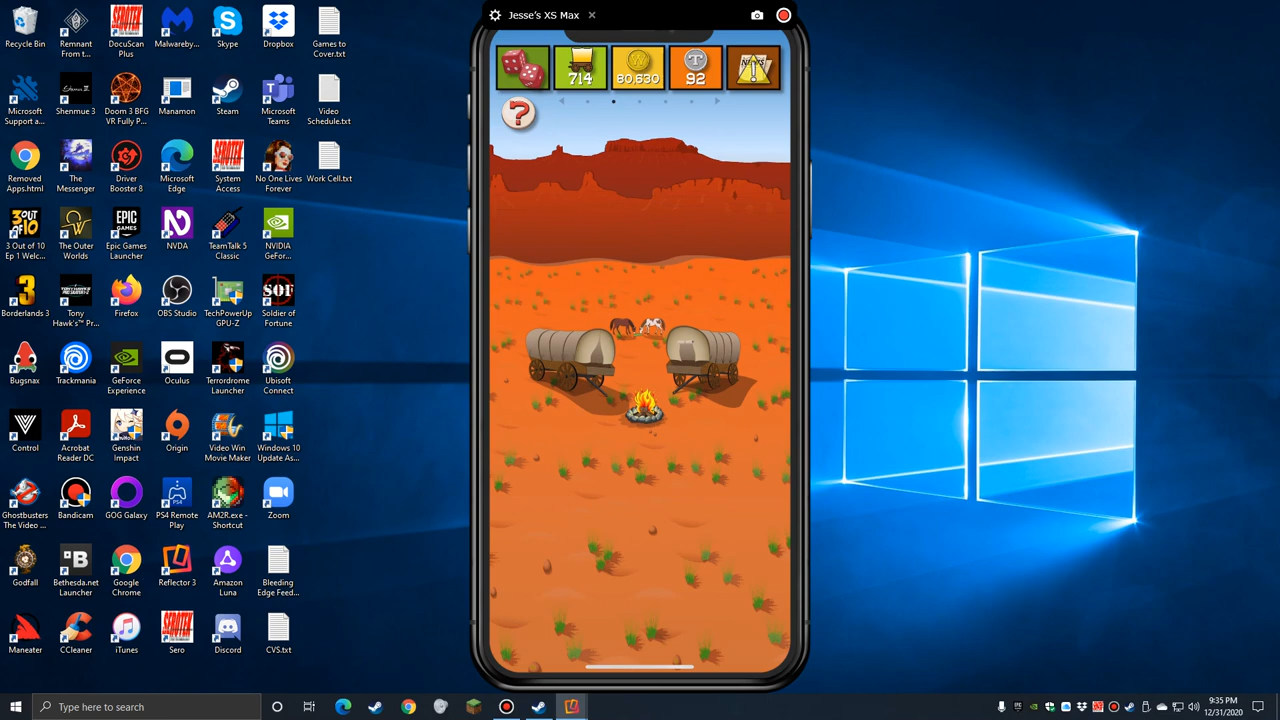 Jesse's XS Max
714
W
80,630
T
92
NEWS
!
?
Recycle Bin
Remnant
From t...
DocuScan
Plus
Malwareby...
Skype
Dropbox
Games to
Cover.txt
Microsoft
Support a...
Shenmue 3
Doom 3 BFG
VR Fully P...
Manamon
Steam
Microsoft
Teams
Video
Schedule.txt
Removed
Apps.html
The
Messenger
Driver
Booster 8
Microsoft
Edge
System
Access
No One Lives
Forever
Work Cell.txt
3 Out of 10
Ep 1 Welc...
The Outer
Worlds
Epic Games
Launcher
NVDA
TeamTalk 5
Classic
NVIDIA
GeFor...
Borderlands 3
Tony
Hawk's™ Pr...
Firefox
OBS Studio
TechPowerUp
GPU-Z
Soldier of
Fortune
Bugsnax
Trackmania
GeForce
Experience
Oculus
Terrordrome
Launcher
Ubisoft
Connect
Control
Acrobat
Reader DC
Genshin
Impact
Origin
Video Win
Movie Maker
Windows 10
Update As...
Ghostbusters
The Video ...
Bandicam
GOG Galaxy
PS4 Remote
Play
AM2R.exe -
Shortcut
Zoom
Godfall
Bethesda.net
Launcher
Google
Chrome
Reflector 3
Amazon
Luna
Bleeding
Edge Feed...
Maneater
CCleaner
iTunes
Sero
Discord
CVS.txt
Type here to search
9:35 PM
12/31/2020